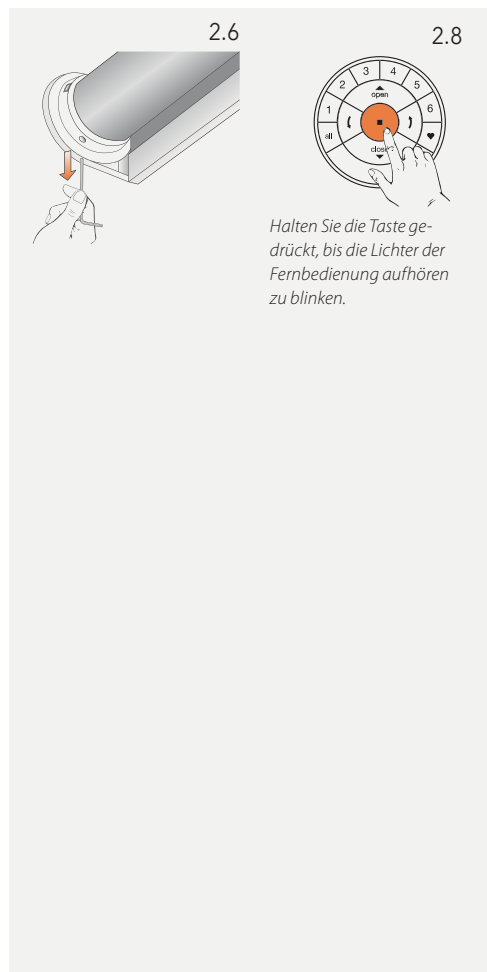 2.6
2.8
3 4
2 5
open
1 6
all ♥
close
Halten Sie die Taste ge-
drückt, bis die Lichter der
Fernbedienung aufhören
zu blinken.